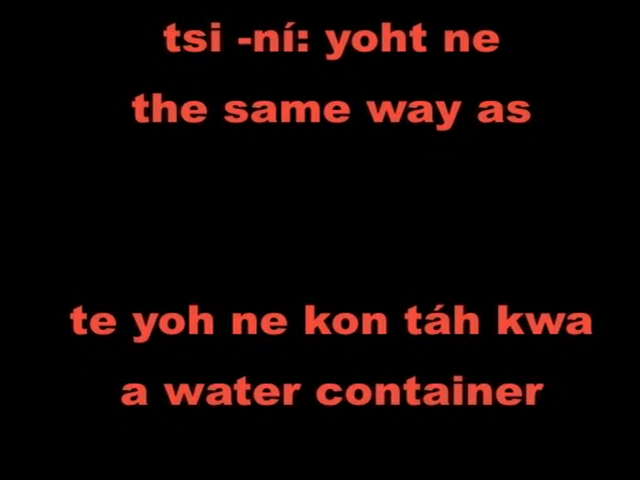 tsi -ní: yoht ne
the same way as
te yoh ne kon táh kwa
a water container